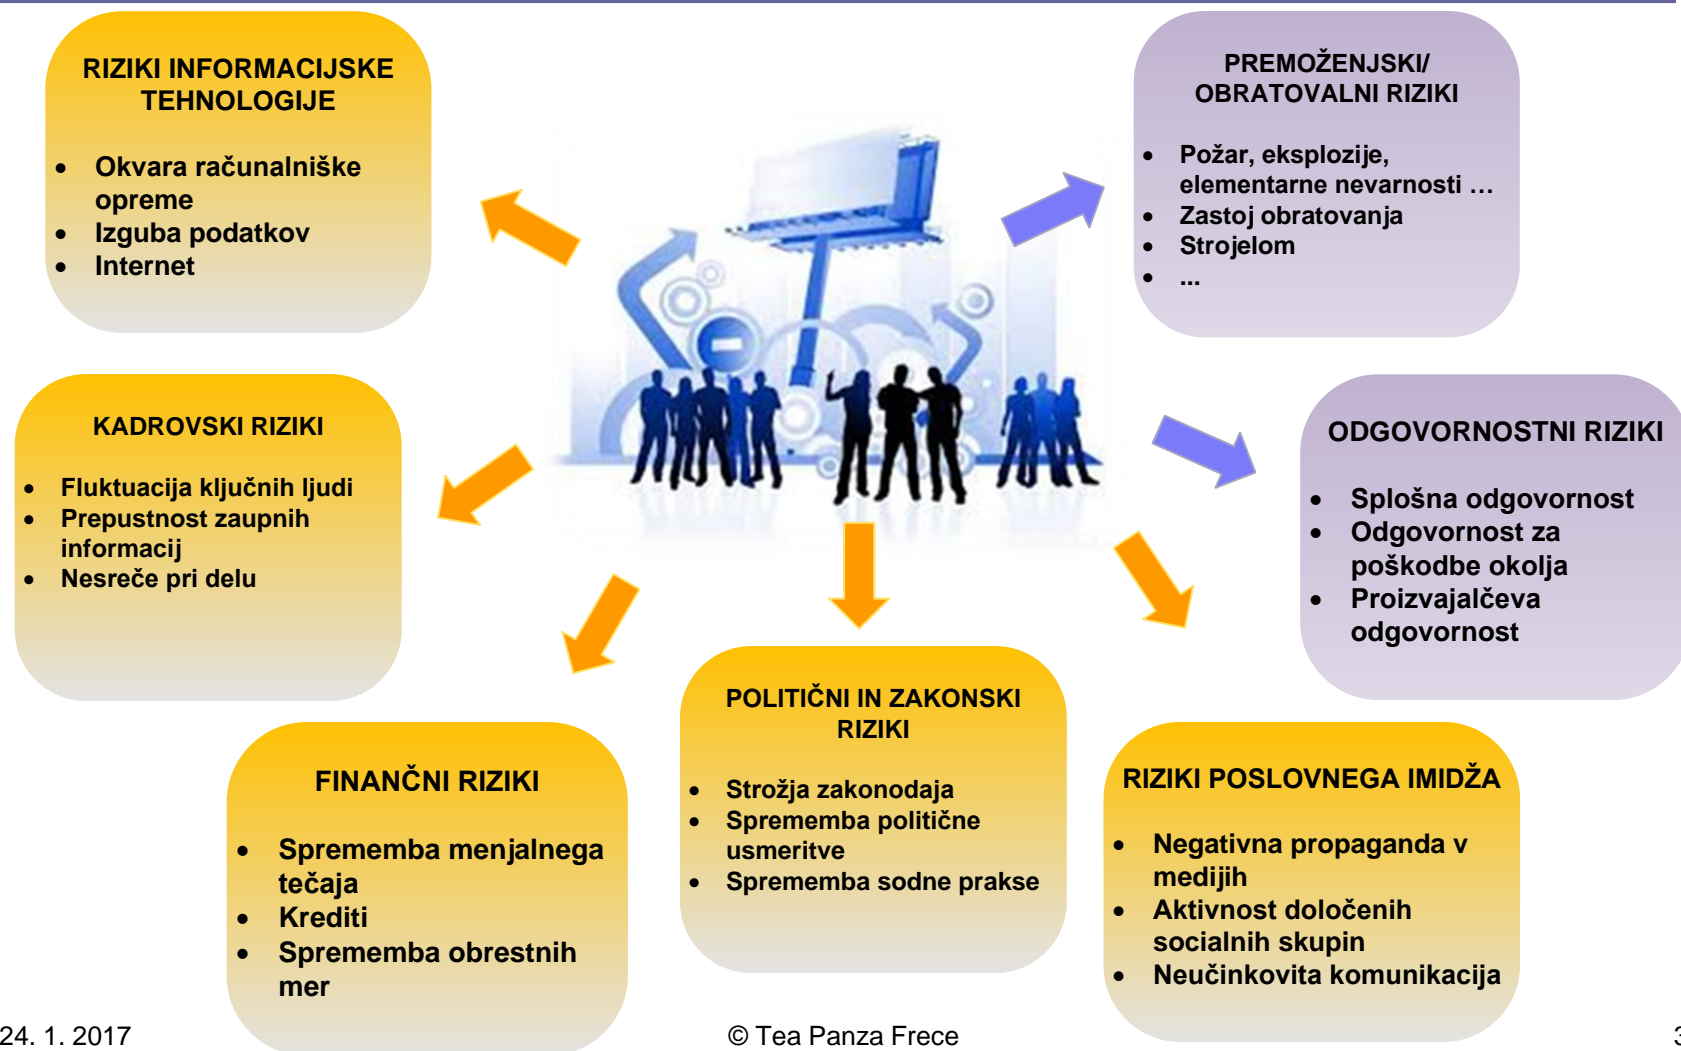 RIZIKI INFORMACIJSKE
TEHNOLOGIJE
• Okvara računalniške
opreme
• Izguba podatkov
• Internet
PREMOŽENJSKI/
OBRATOVALNI RIZIKI
• Požar, eksplozije,
elementarne nevarnosti …
• Zastoj obratovanja
• Strojelom
• ...
KADROVSKI RIZIKI
• Fluktuacija ključnih ljudi
• Prepustnost zaupnih
informacij
• Nesreče pri delu
ODGOVORNOSTNI RIZIKI
• Splošna odgovornost
• Odgovornost za
poškodbe okolja
• Proizvajalčeva
odgovornost
FINANČNI RIZIKI
• Sprememba menjalnega
tečaja
• Krediti
• Sprememba obrestnih
mer
POLITIČNI IN ZAKONSKI
RIZIKI
• Strožja zakonodaja
• Sprememba politične
usmeritve
• Sprememba sodne prakse
RIZIKI POSLOVNEGA IMIDŽA
• Negativna propaganda v
medijih
• Aktivnost določenih
socialnih skupin
• Neučinkovita komunikacija
24. 1. 2017
© Tea Panza Frece
3